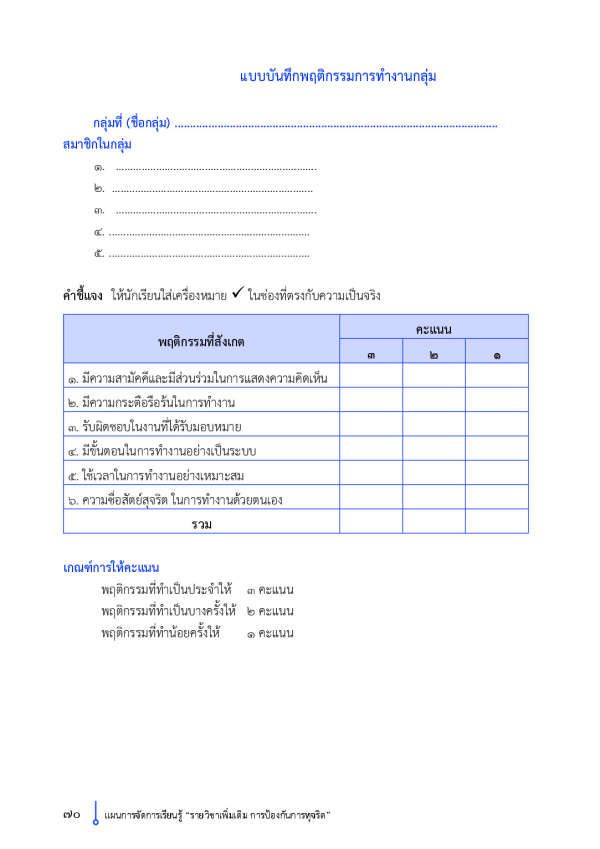 แบบบันทึกพฤติกรรมการทำงานกลุ่ม
กลุ่มที่ (ชื่อกลุ่ม) ..........................................................................................................
สมาชิกในกลุ่ม
๑. ......................................................................
๒. ......................................................................
๓. ......................................................................
๔. ......................................................................
๕. ......................................................................
คำชี้แจง ให้นักเรียนใส่เครื่องหมาย ✓ ในช่องที่ตรงกับความเป็นจริง
พฤติกรรมที่สังเกต
คะแนน
๓ ๒ ๑
๑. มีความสามัคคีและมีส่วนร่วมในการแสดงความคิดเห็น
๒. มีความกระตือรือร้นในการทำงาน
๓. รับผิดชอบในงานที่ได้รับมอบหมาย
๔. มีขั้นตอนในการทำงานอย่างเป็นระบบ
๕. ใช้เวลาในการทำงานอย่างเหมาะสม
๖. ความซื่อสัตย์สุจริต ในการทำงานด้วยตนเอง
รวม
เกณฑ์การให้คะแนน
พฤติกรรมที่ทำเป็นประจำให้ ๓ คะแนน
พฤติกรรมที่ทำเป็นบางครั้งให้ ๒ คะแนน
พฤติกรรมที่ทำน้อยครั้งให้ ๑ คะแนน
๗๐ แผนการจัดการเรียนรู้ “รายวิชาเพิ่มเติม การป้องกันการทุจริต”